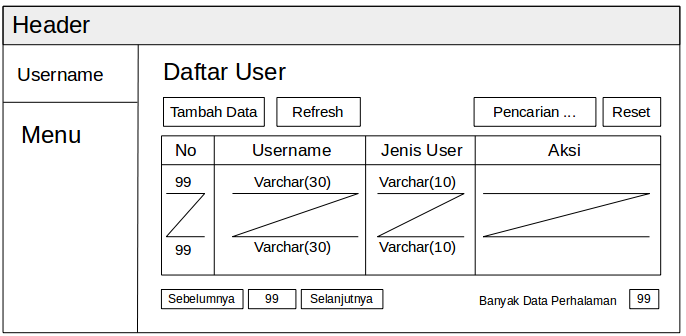 Header
Username
Menu
Daftar User
Tambah Data Refresh Pencarian ... Reset
No Username Jenis User Aksi
99 Varchar(30) Varchar(10)
99 Varchar(30) Varchar(10)
Sebelumnya 99 Selanjutnya Banyak Data Perhalaman 99